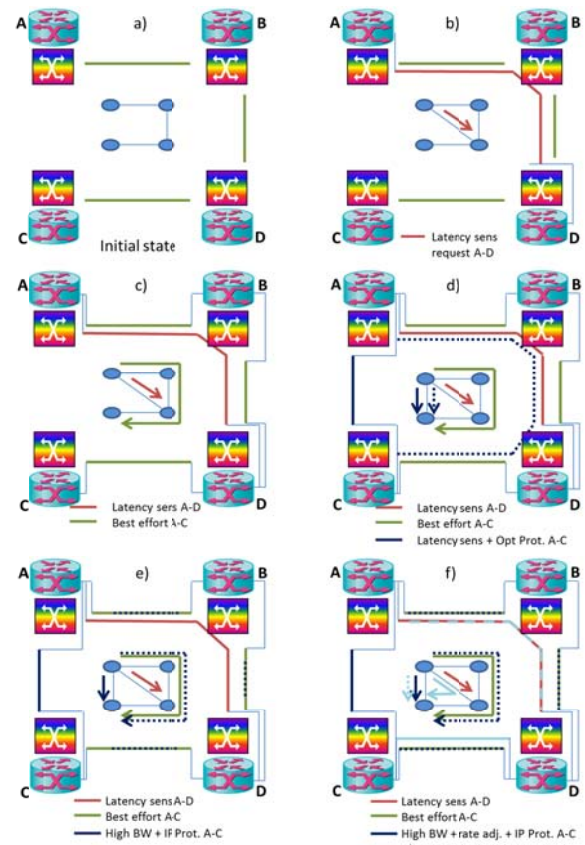 a)
A
B
C
D
Initial state
b)
A
B
C
D
Latency sens
request A-D
c)
A
B
C
D
Latency sens A-D
Best effort A-C
d)
A
B
C
D
Latency sens A-D
Best effort A-C
Latency sens + Opt Prot. A-C
e)
A
B
C
D
Latency sens A-D
Best effort A-C
High BW + IP Prot. A-C
f)
A
B
C
D
Latency sens A-D
Best effort A-C
High BW + rate adj. + IP Prot. A-C